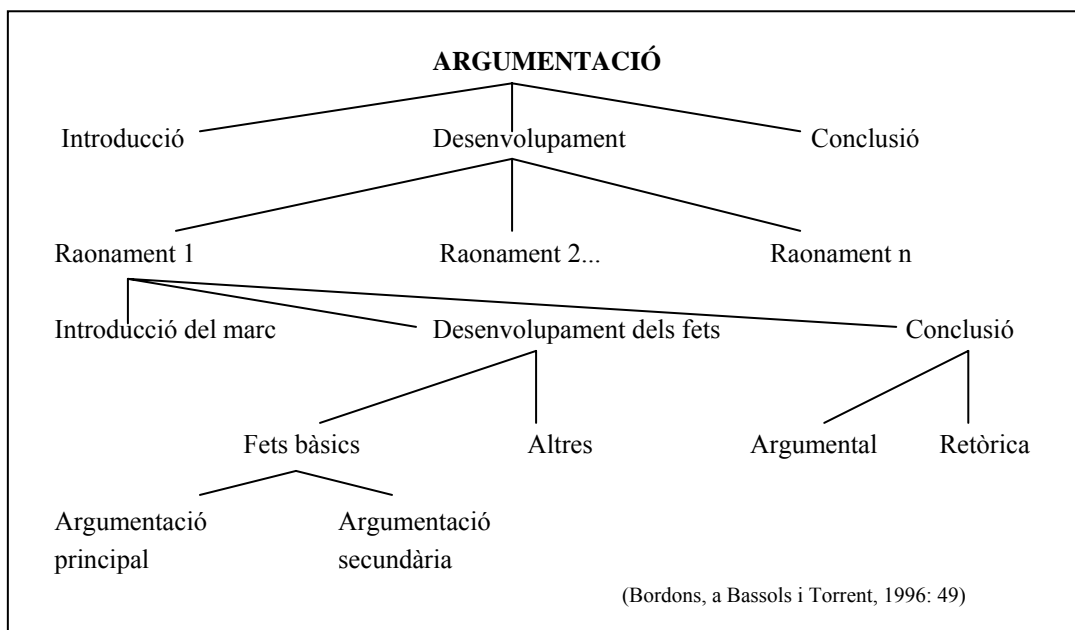 ARGUMENTACIÓ
Introducció Desenvolupament Conclusió
Raonament 1 Raonament 2... Raonament n
Introducció del marc Desenvolupament dels fets Conclusió
Fets bàsics Altres Argumental Retòrica
Argumentació principal Argumentació secundària
(Bordons, a Bassols i Torrent, 1996: 49)